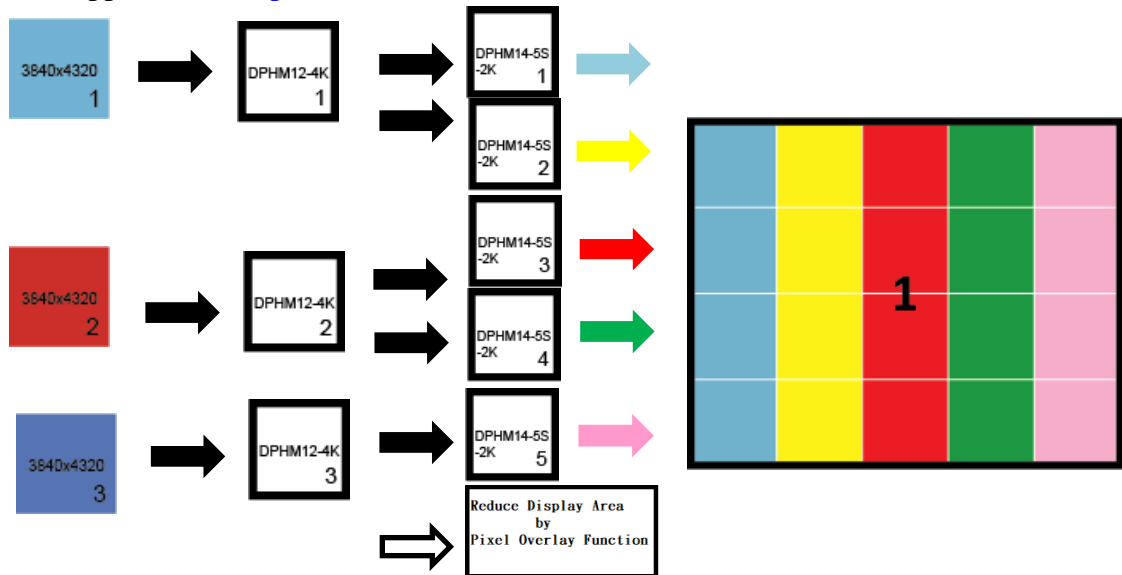 3840x4320
1
DPHM12-4K
1
DPHM14-5S
-2K 1
DPHM14-5S
-2K 2
3840x4320
2
DPHM12-4K
2
DPHM14-5S
-2K 3
DPHM14-5S
-2K 4
3840x4320
3
DPHM12-4K
3
DPHM14-5S
-2K 5
Reduce Display Area
by
Pixel Overlay Function
1